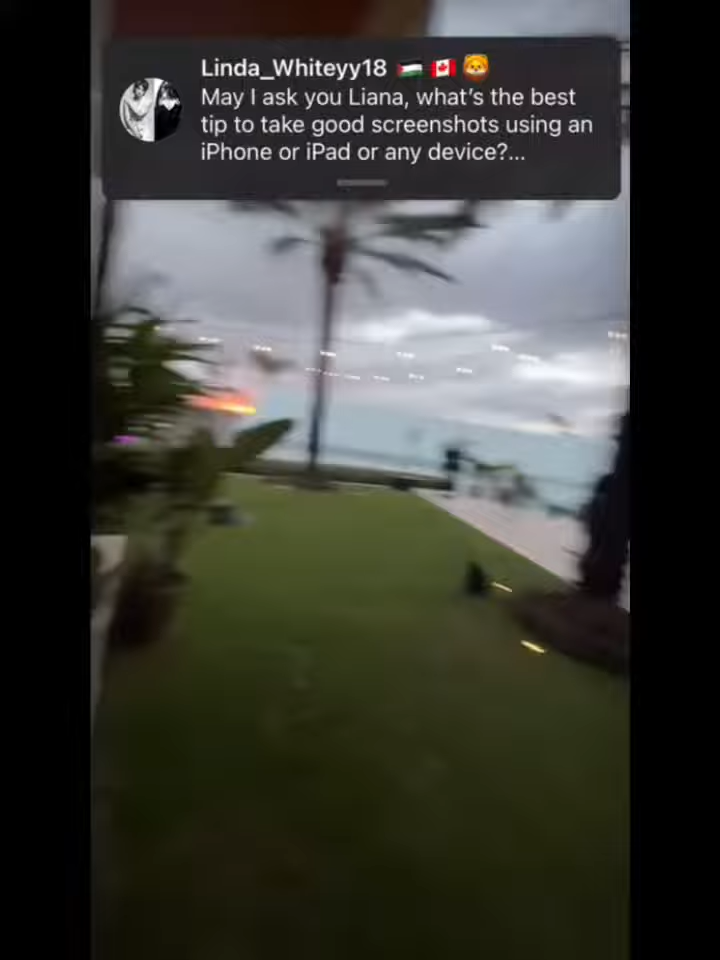 Linda_Whiteyy18 🇵🇸 🇨🇦 🦁
May I ask you Liana, what's the best
tip to take good screenshots using an
iPhone or iPad or any device?...